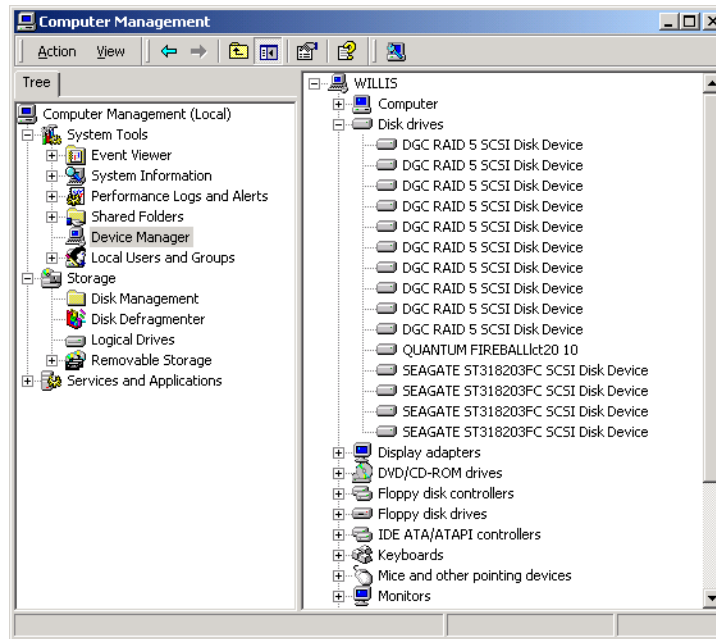 Computer Management
Action View
Tree
Computer Management (Local)
System Tools
Event Viewer
System Information
Performance Logs and Alerts
Shared Folders
Device Manager
Local Users and Groups
Storage
Disk Management
Disk Defragmenter
Logical Drives
Removable Storage
Services and Applications
WILLIS
Computer
Disk drives
DGC RAID 5 SCSI Disk Device
DGC RAID 5 SCSI Disk Device
DGC RAID 5 SCSI Disk Device
DGC RAID 5 SCSI Disk Device
DGC RAID 5 SCSI Disk Device
DGC RAID 5 SCSI Disk Device
DGC RAID 5 SCSI Disk Device
DGC RAID 5 SCSI Disk Device
DGC RAID 5 SCSI Disk Device
DGC RAID 5 SCSI Disk Device
QUANTUM FIREBALLlct20 10
SEAGATE ST318203FC SCSI Disk Device
SEAGATE ST318203FC SCSI Disk Device
SEAGATE ST318203FC SCSI Disk Device
SEAGATE ST318203FC SCSI Disk Device
Display adapters
DVD/CD-ROM drives
Floppy disk controllers
Floppy disk drives
IDE ATA/ATAPI controllers
Keyboards
Mice and other pointing devices
Monitors